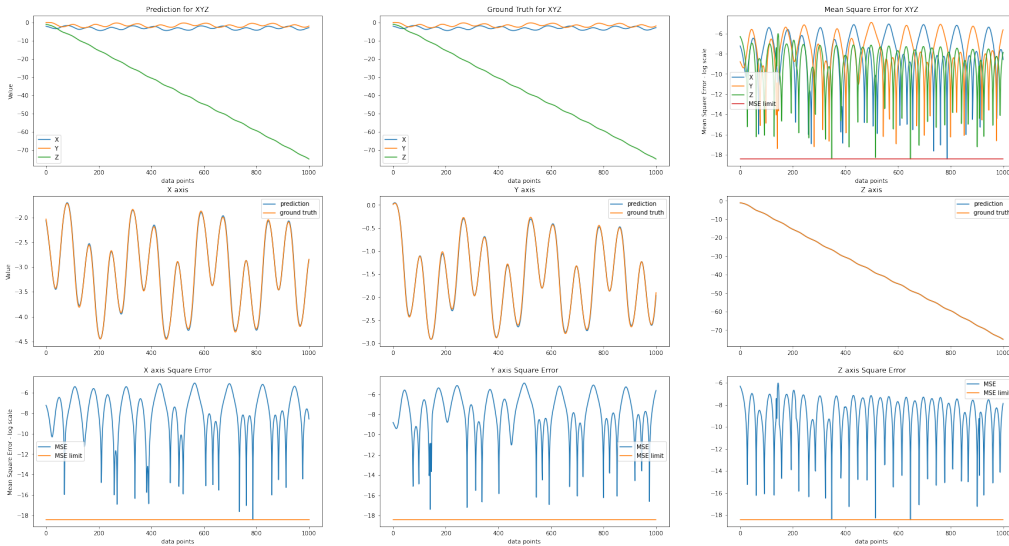 Prediction for XYZ
Value
0
−10
−20
−30
−40
−50
−60
−70
X
Y
Z
0 200 400 600 800 1000
data points
Ground Truth for XYZ
0
−10
−20
−30
−40
−50
−60
−70
X
Y
Z
0 200 400 600 800 1000
data points
Mean Square Error for XYZ
Mean Square Error - log scale
−6
−8
−10
−12
−14
−16
−18
X
Y
Z
MSE limit
0 200 400 600 800 1000
data points
X axis
Value
−2.0
−2.5
−3.0
−3.5
−4.0
−4.5
prediction
ground truth
0 200 400 600 800 1000
Y axis
0.0
−0.5
−1.0
−1.5
−2.0
−2.5
−3.0
prediction
ground truth
0 200 400 600 800 1000
Z axis
0
−10
−20
−30
−40
−50
−60
−70
prediction
ground truth
0 200 400 600 800 1000
X axis Square Error
Mean Square Error - log scale
−6
−8
−10
−12
−14
−16
−18
MSE
MSE limit
0 200 400 600 800 1000
data points
Y axis Square Error
−6
−8
−10
−12
−14
−16
−18
MSE
MSE limit
0 200 400 600 800 1000
data points
Z axis Square Error
−6
−8
−10
−12
−14
−16
−18
MSE
MSE limit
0 200 400 600 800 1000
data points